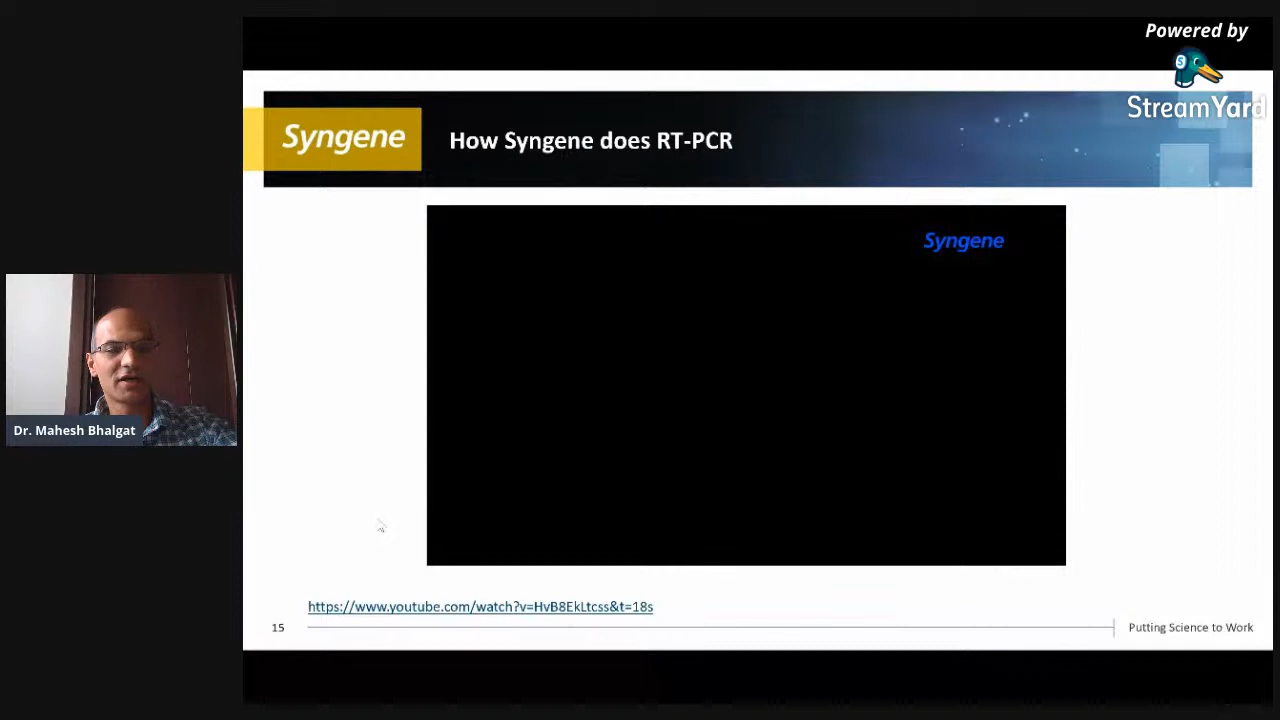 Powered by
StreamYard
Syngene
How Syngene does RT-PCR
Syngene
Dr. Mahesh Bhalgat
https://www.youtube.com/watch?v=HvB8EkLtcss&t=18s
15
Putting Science to Work